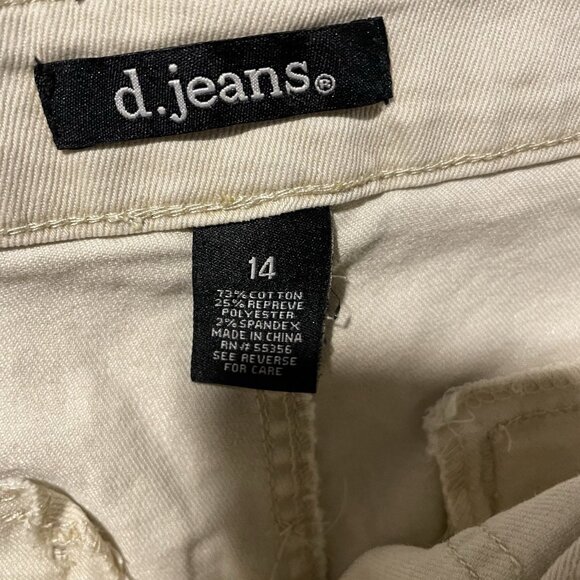 d.jeans®
14
73% COTTON
25% REPREVE
POLYESTER
2% SPANDEX
MADE IN CHINA
RN# 55356
SEE REVERSE
FOR CARE